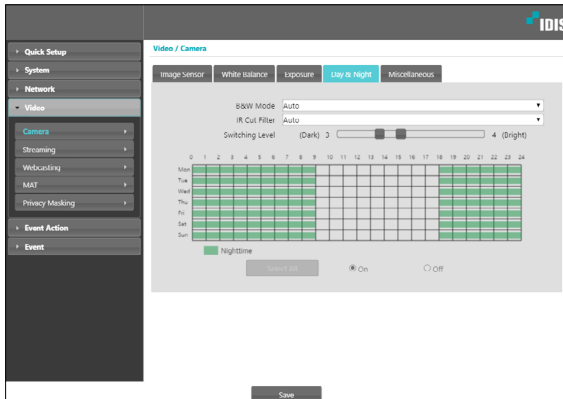 IDIS
Quick Setup
System
Network
Video
Camera
Streaming
Webcasting
MAT
Privacy Masking
Event Action
Event
Video / Camera
Image Sensor White Balance Exposure Day & Night Miscellaneous
B&W Mode Auto
IR Cut Filter Auto
Switching Level (Dark) 3 4 (Bright)
0 1 2 3 4 5 6 7 8 9 10 11 12 13 14 15 16 17 18 19 20 21 22 23 24
Mon
Tue
Wed
Thu
Fri
Sat
Sun
Nighttime
Select All On Off
Save